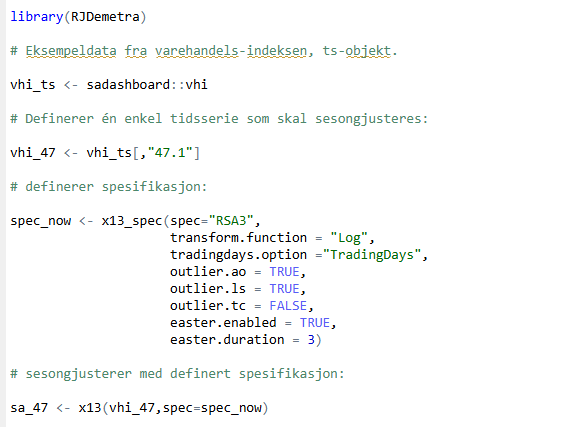 library(RJDemetra)
# Eksempeldata fra varehandels-indeksen, ts-objekt.
vhi_ts <- sadashboard::vhi
# Definerer én enkel tidsserie som skal sesongjusteres:
vhi_47 <- vhi_ts[,"47.1"]
# definerer spesifikasjon:
spec_now <- x13_spec(spec="RSA3",
transform.function = "Log",
tradingdays.option ="TradingDays",
outlier.ao = TRUE,
outlier.ls = TRUE,
outlier.tc = FALSE,
easter.enabled = TRUE,
easter.duration = 3)
# sesongjusterer med definert spesifikasjon:
sa_47 <- x13(vhi_47,spec=spec_now)